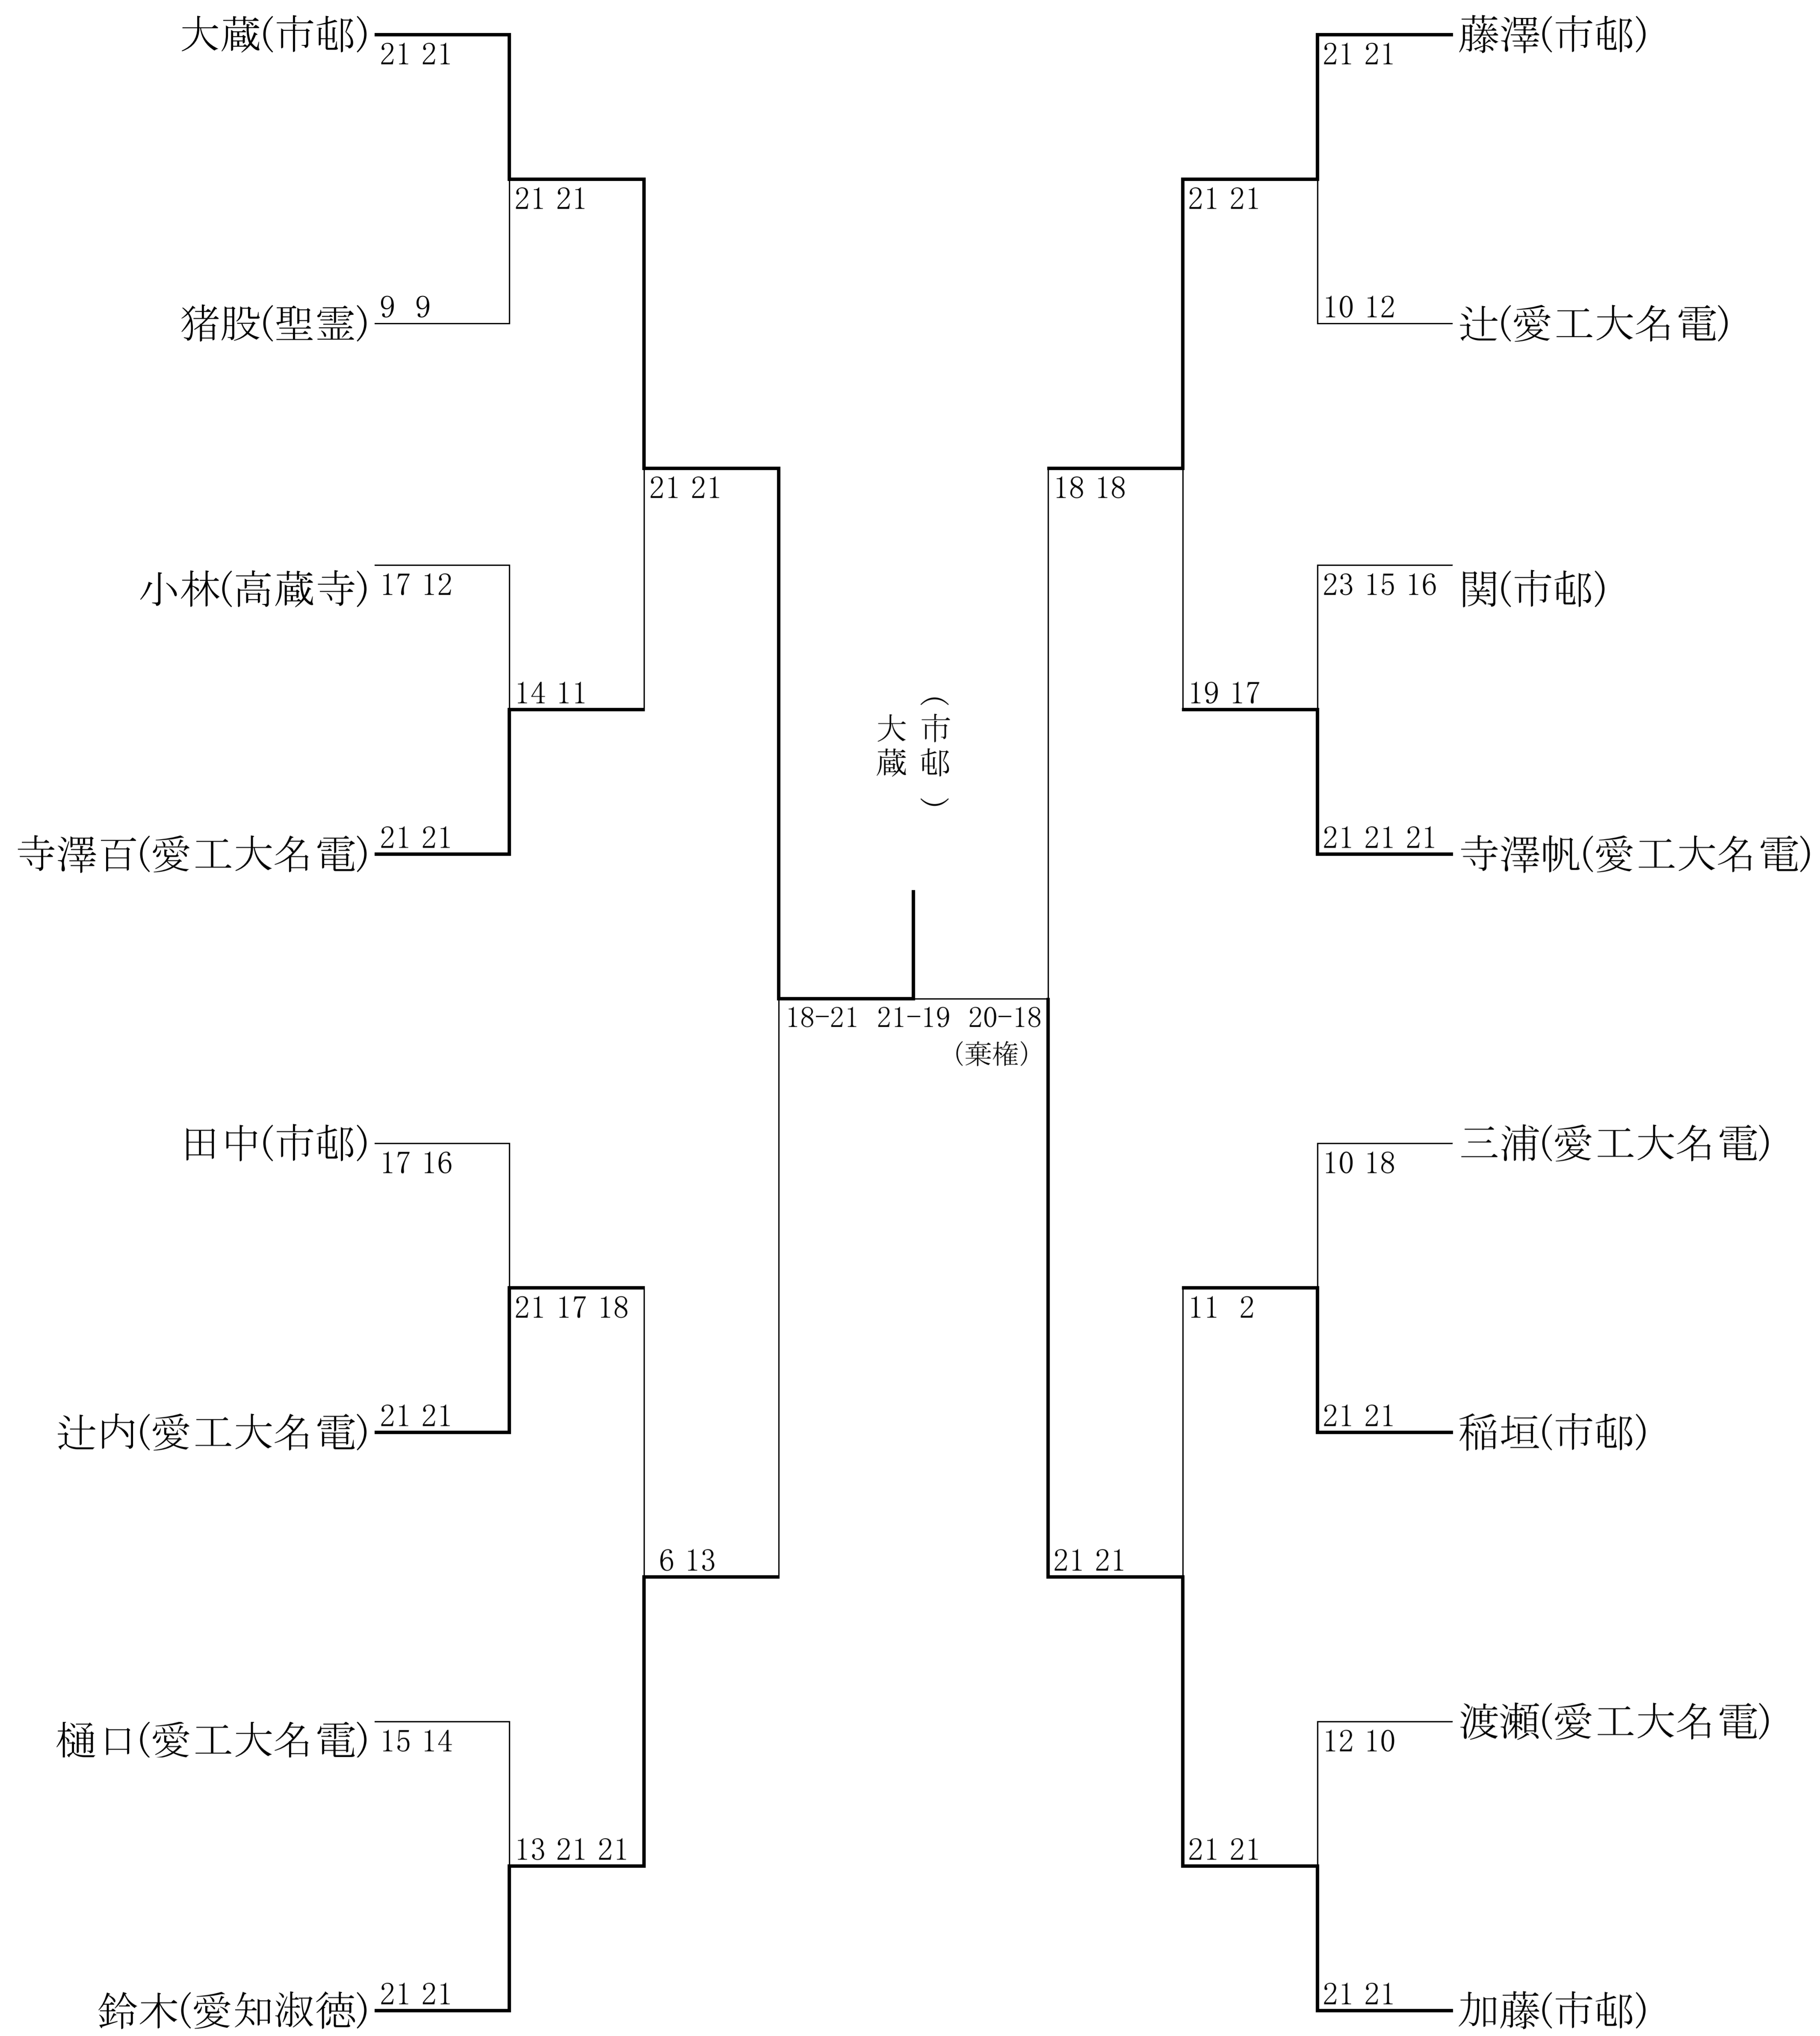 大蔵(市邨)
21 21
21 21
9 9
猪股(聖霊)
21 21
小林(高蔵寺)
17 12
14 11
寺澤百(愛工大名電)
21 21
田中(市邨)
17 16
21 17 18
辻内(愛工大名電)
21 21
6 13
樋口(愛工大名電)
15 14
13 21 21
鈴木(愛知淑徳)
21 21
(市邨)
大蔵
18-21 21-19 20-18
(棄権)
藤澤(市邨)
21 21
21 21
10 12
辻(愛工大名電)
18 18
関(市邨)
23 15 16
19 17
21 21 21
寺澤帆(愛工大名電)
三浦(愛工大名電)
10 18
11 2
21 21
稲垣(市邨)
21 21
渡瀬(愛工大名電)
12 10
21 21
21 21
加藤(市邨)